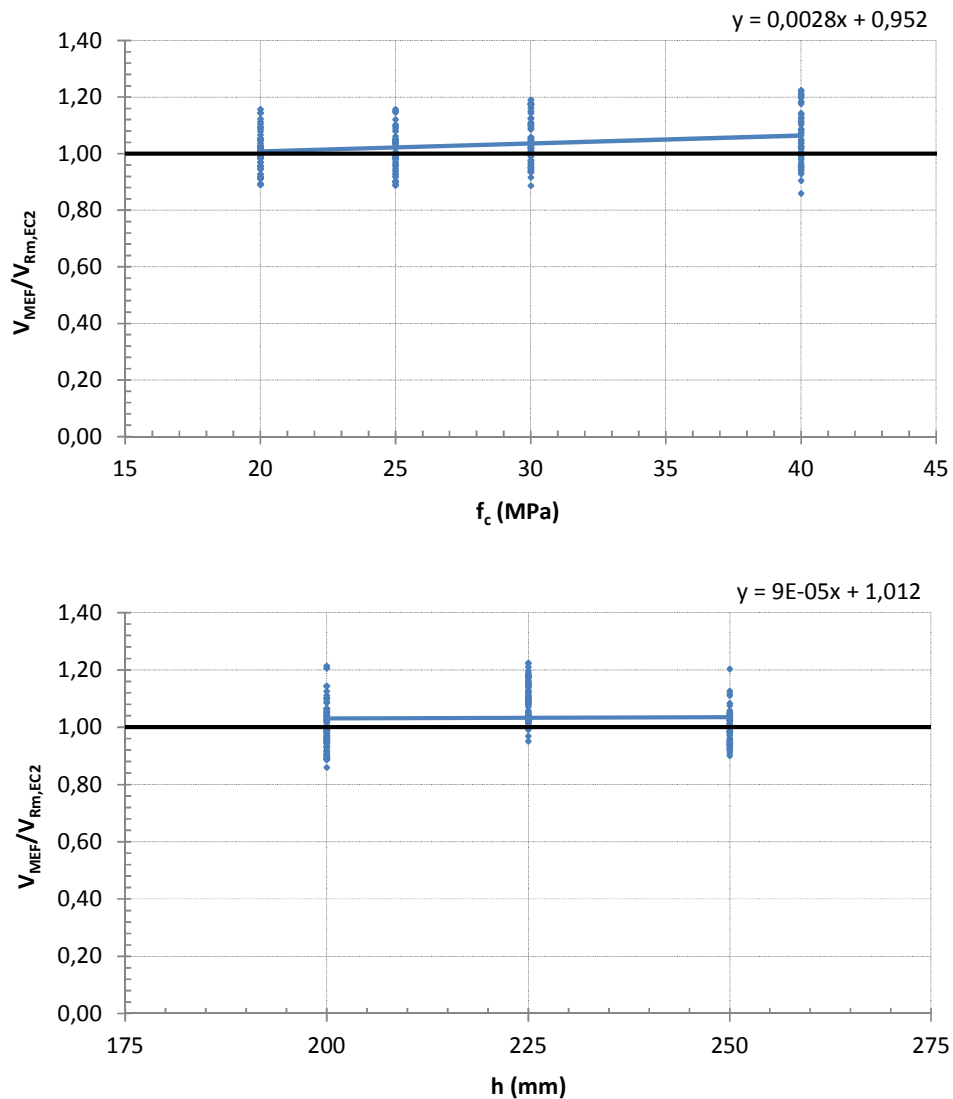 y = 0,0028x + 0,952
1,40
1,20
1,00
0,80
0,60
0,40
0,20
0,00
V_MEF/V_Rm,EC2
15 20 25 30 35 40 45
f_c (MPa)
y = 9E-05x + 1,012
1,40
1,20
1,00
0,80
0,60
0,40
0,20
0,00
V_MEF/V_Rm,EC2
175 200 225 250 275
h (mm)